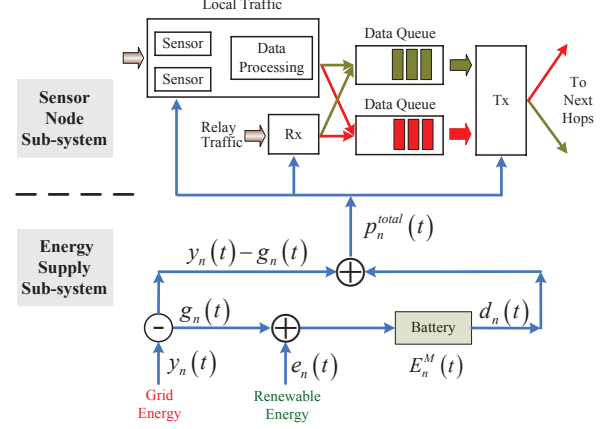 Local Traffic
Sensor
Sensor
Data
Processing
Data Queue
Data Queue
Tx
To
Next
Hops
Relay
Traffic
Rx
Sensor
Node
Sub-system
p_n^{total}(t)
Energy
Supply
Sub-system
y_n(t)-g_n(t)
g_n(t)
y_n(t)
e_n(t)
Battery
E_n^M(t)
d_n(t)
Grid
Energy
Renewable
Energy